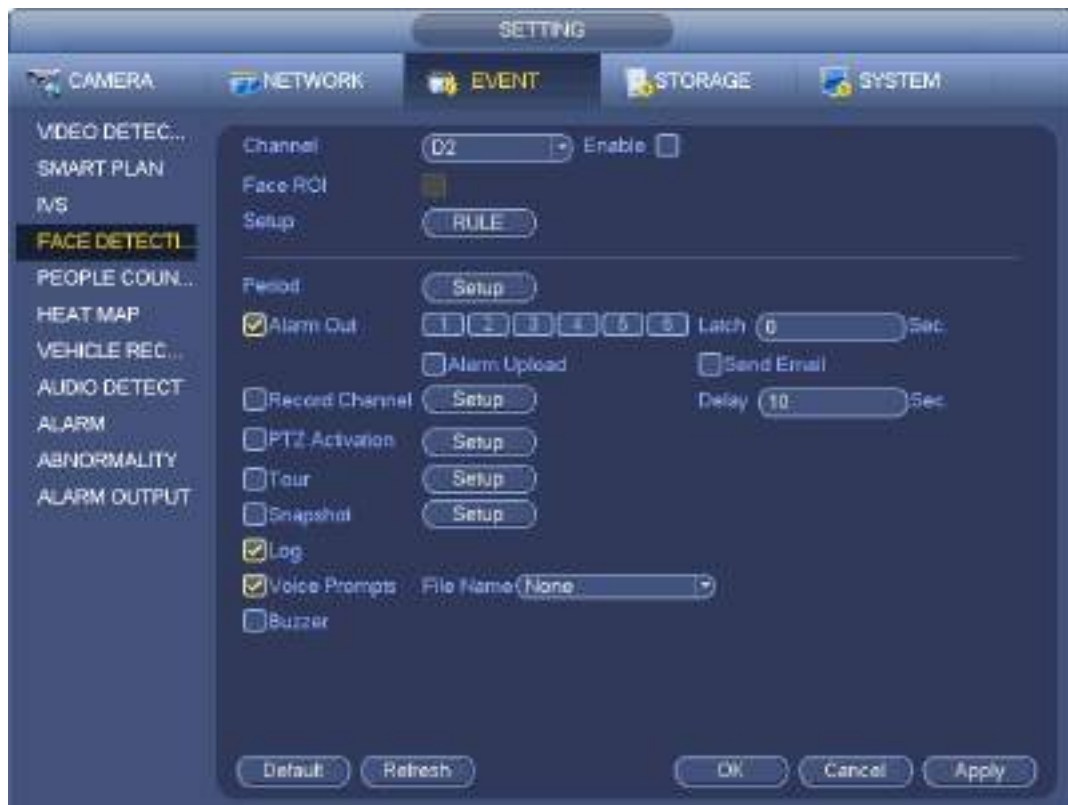 SETTING
CAMERA NETWORK EVENT STORAGE SYSTEM
VIDEO DETEC...
SMART PLAN
IVS
FACE DETECTI...
PEOPLE COUN...
HEAT MAP
VEHICLE REC...
AUDIO DETECT
ALARM
ABNORMALITY
ALARM OUTPUT
Channel D2 Enable
Face ROI
Setup RULE
Period Setup
Alarm Out 1 2 3 4 5 6 Latch 0 Sec.
Alarm Upload Send Email
Record Channel Setup Delay 10 Sec.
PTZ Activation Setup
Tour Setup
Snapshot Setup
Log
Voice Prompts File Name None
Buzzer
Default Refresh OK Cancel Apply